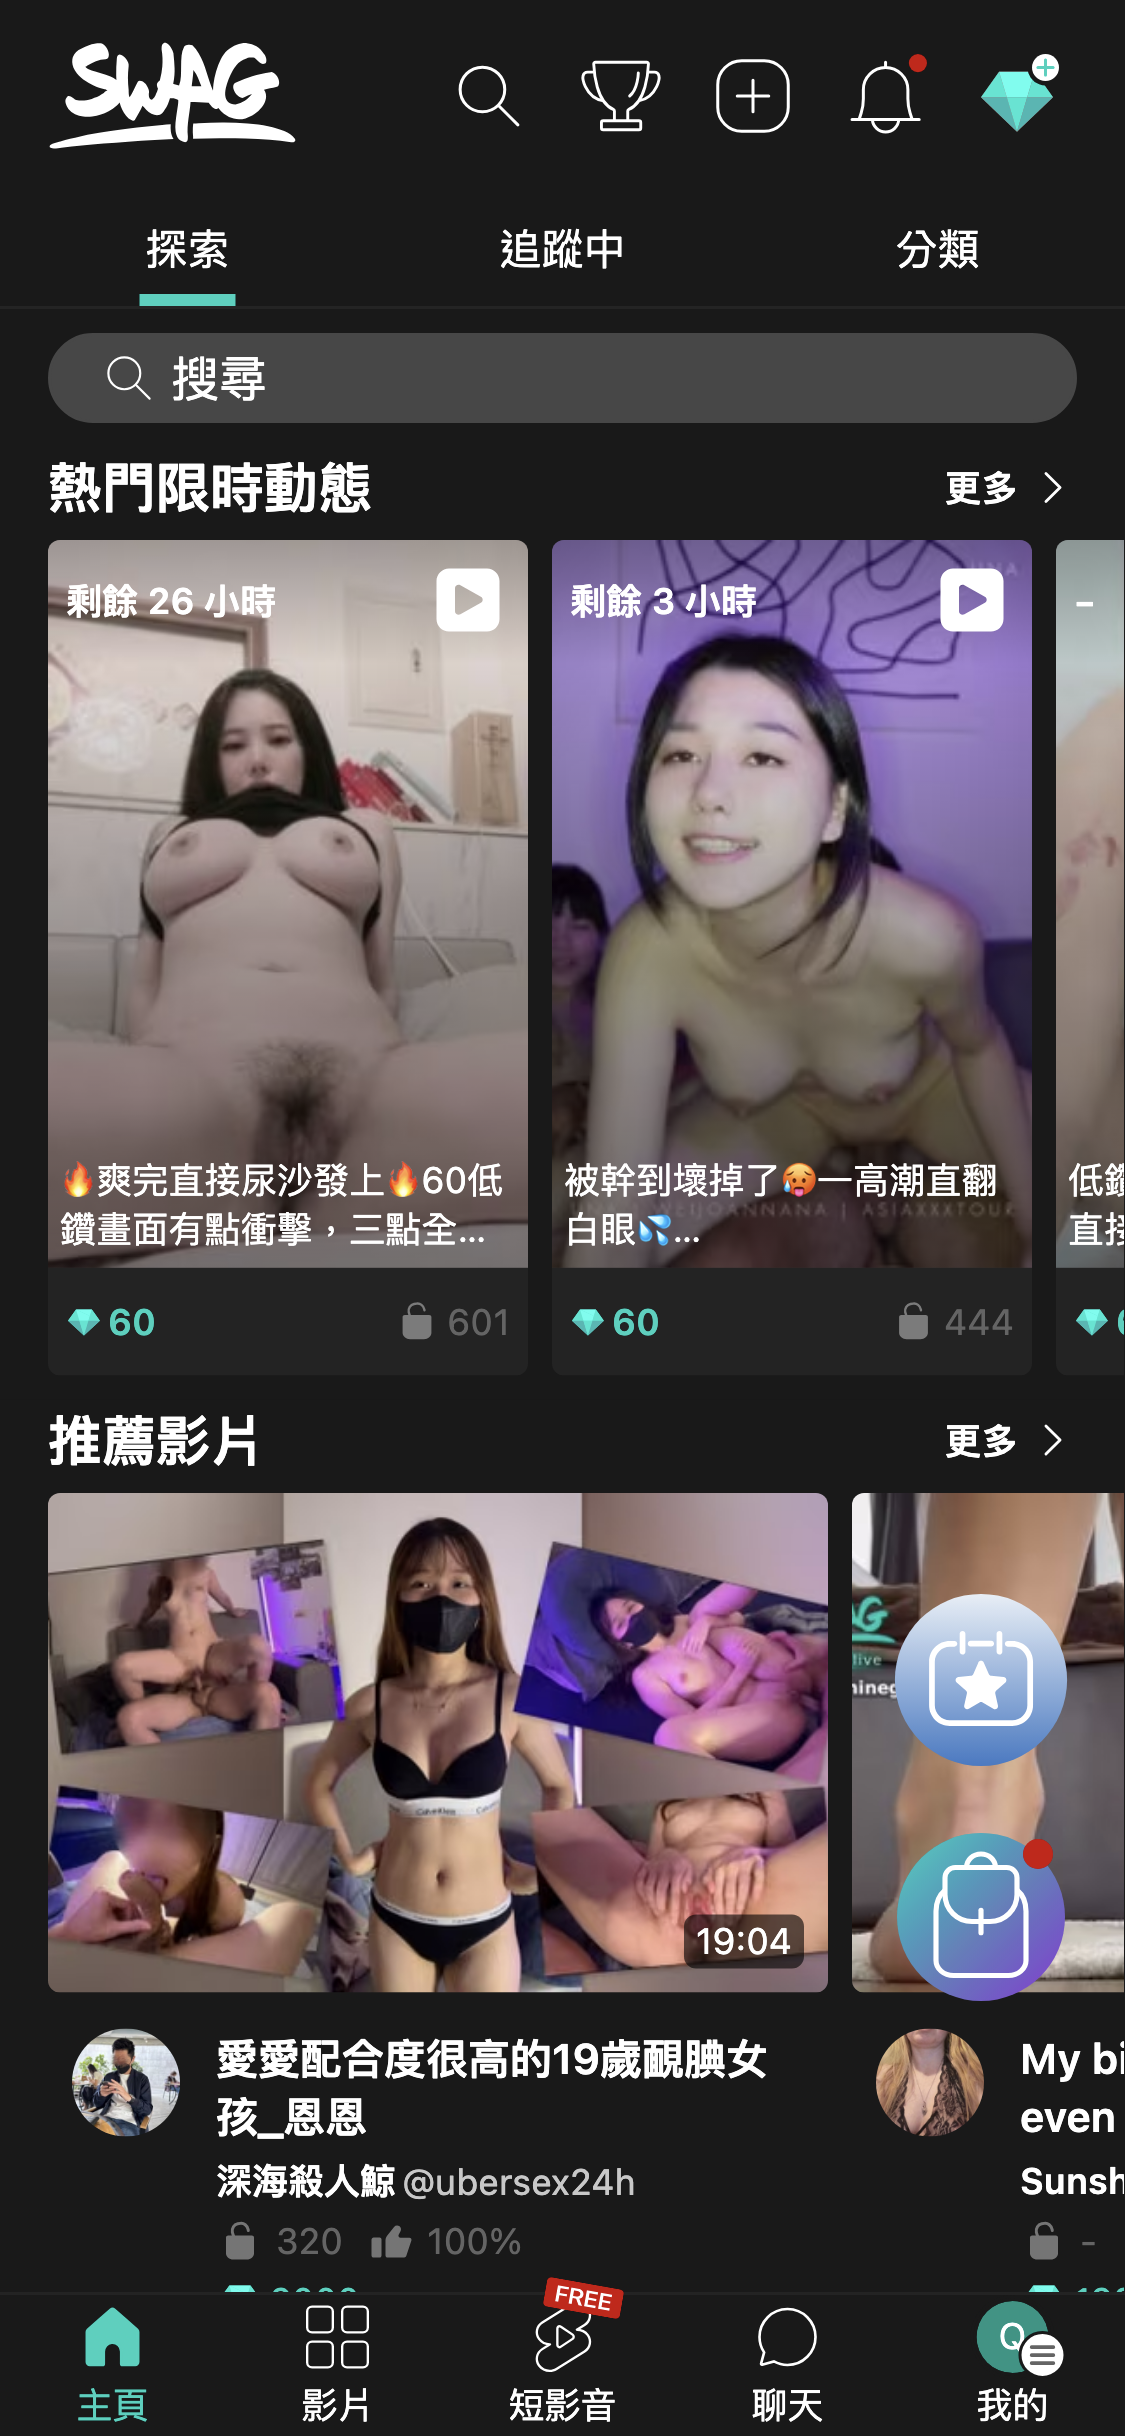 SWAG
探索 追蹤中 分類
搜尋
熱門限時動態 更多
剩餘 26 小時
🔥爽完直接尿沙發上🔥60低
鑽畫面有點衝擊，三點全...
60 601
剩餘 3 小時
被幹到壞掉了🥵一高潮直翻
白眼💦...
IJOANNANA | ASIAXXXTOUR
60 444
-
低鑽
直接
推薦影片 更多
19:04
愛愛配合度很高的19歲靦腆女
孩_恩恩
深海殺人鯨 @ubersex24h
320 100%
live
My bi
even
Sunsh
-
FREE
Q
主頁 影片 短影音 聊天 我的